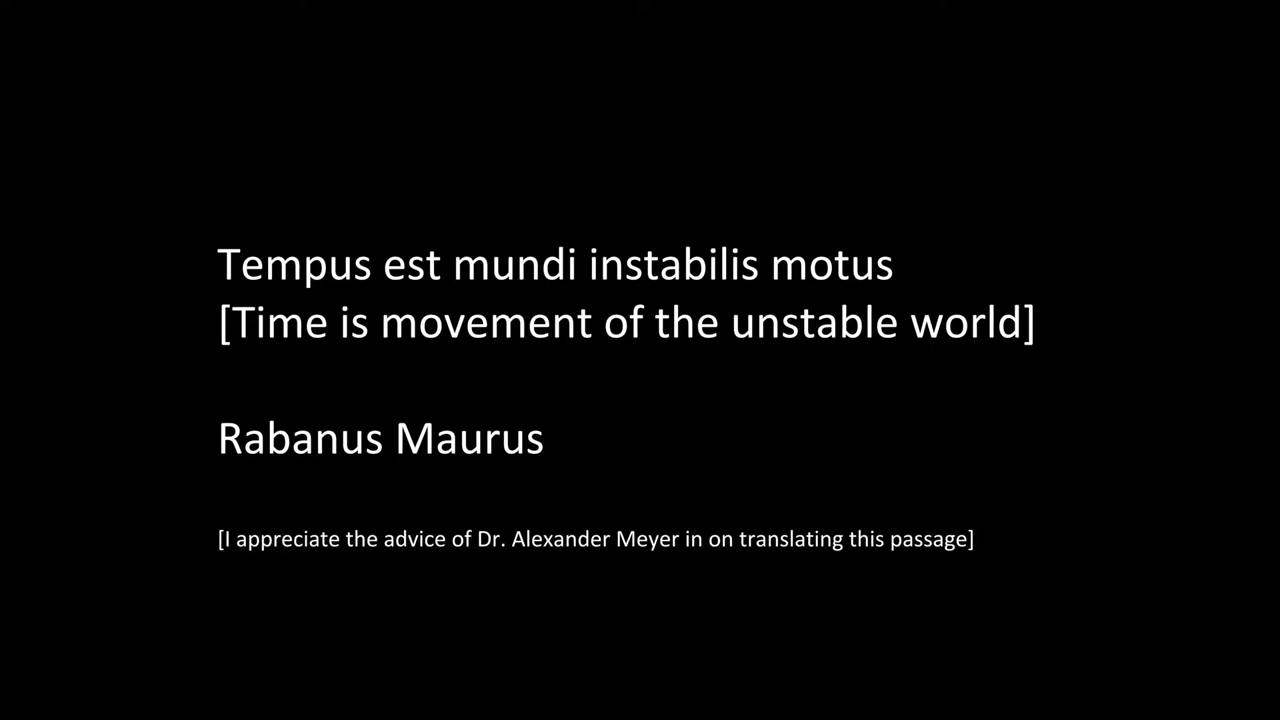 Tempus est mundi instabilis motus
[Time is movement of the unstable world]
Rabanus Maurus
[I appreciate the advice of Dr. Alexander Meyer in on translating this passage]